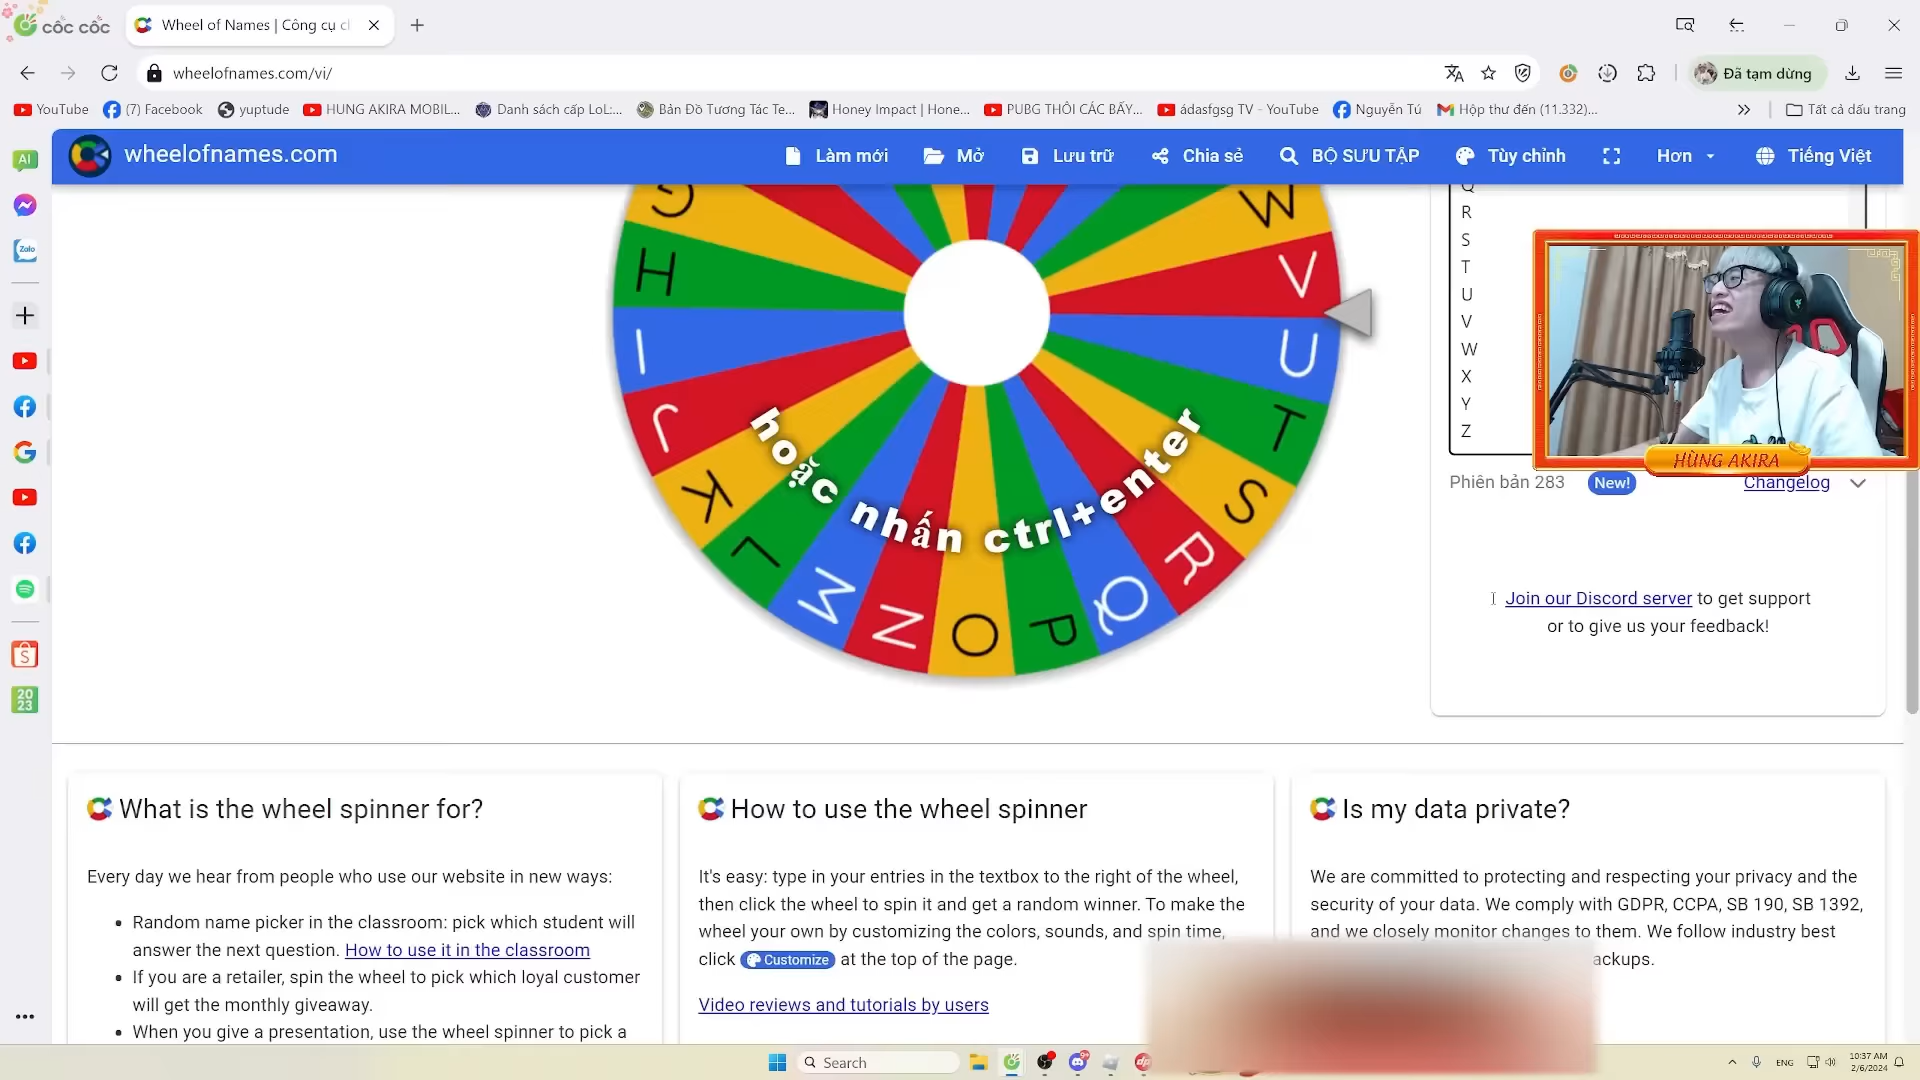 cốc cốc
Wheel of Names | Công cụ cl
wheelofnames.com/vi/
Đã tạm dừng
YouTube
(7) Facebook
yuptude
HUNG AKIRA MOBIL...
Danh sách cấp LoL:...
Bản Đồ Tương Tác Te...
Honey Impact | Hone...
PUBG THÔI CÁC BẤY...
ádasfgsg TV - YouTube
Nguyễn Tú
Hộp thư đến (11.332)...
Tất cả dấu trang
wheelofnames.com
Làm mới
Mở
Lưu trữ
Chia sẻ
BỘ SƯU TẬP
Tùy chỉnh
Hơn
Tiếng Việt
AI
Zalo
20
23
G
H
I
J
K
L
M
N
O
P
Q
R
S
T
U
V
W
hoặc nhấn ctrl+enter
Q
R
S
T
U
V
W
X
Y
Z
HÙNG AKIRA
Phiên bản 283
New!
Changelog
Join our Discord server to get support
or to give us your feedback!
What is the wheel spinner for?
Every day we hear from people who use our website in new ways:
• Random name picker in the classroom: pick which student will
answer the next question. How to use it in the classroom
• If you are a retailer, spin the wheel to pick which loyal customer
will get the monthly giveaway.
• When you give a presentation, use the wheel spinner to pick a
How to use the wheel spinner
It's easy: type in your entries in the textbox to the right of the wheel,
then click the wheel to spin it and get a random winner. To make the
wheel your own by customizing the colors, sounds, and spin time,
click Customize at the top of the page.
Video reviews and tutorials by users
Is my data private?
We are committed to protecting and respecting your privacy and the
security of your data. We comply with GDPR, CCPA, SB 190, SB 1392,
and we closely monitor changes to them. We follow industry best
ackups.
Search
ENG
10:37 AM
2/6/2024